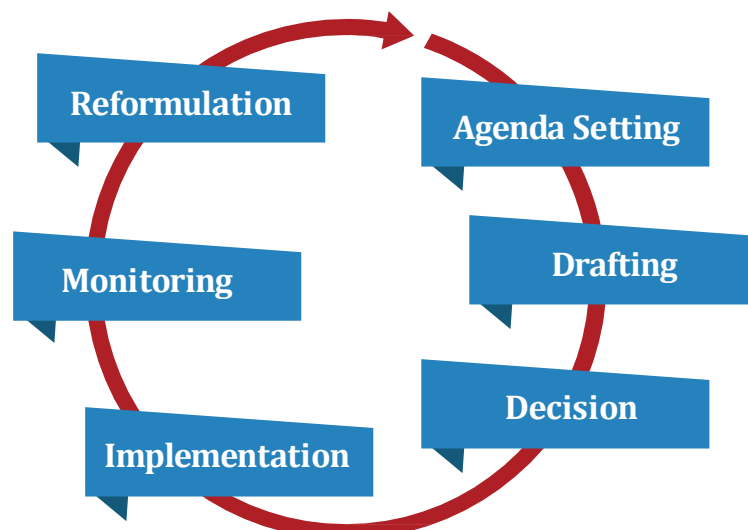 Agenda Setting
Drafting
Decision
Implementation
Monitoring
Reformulation